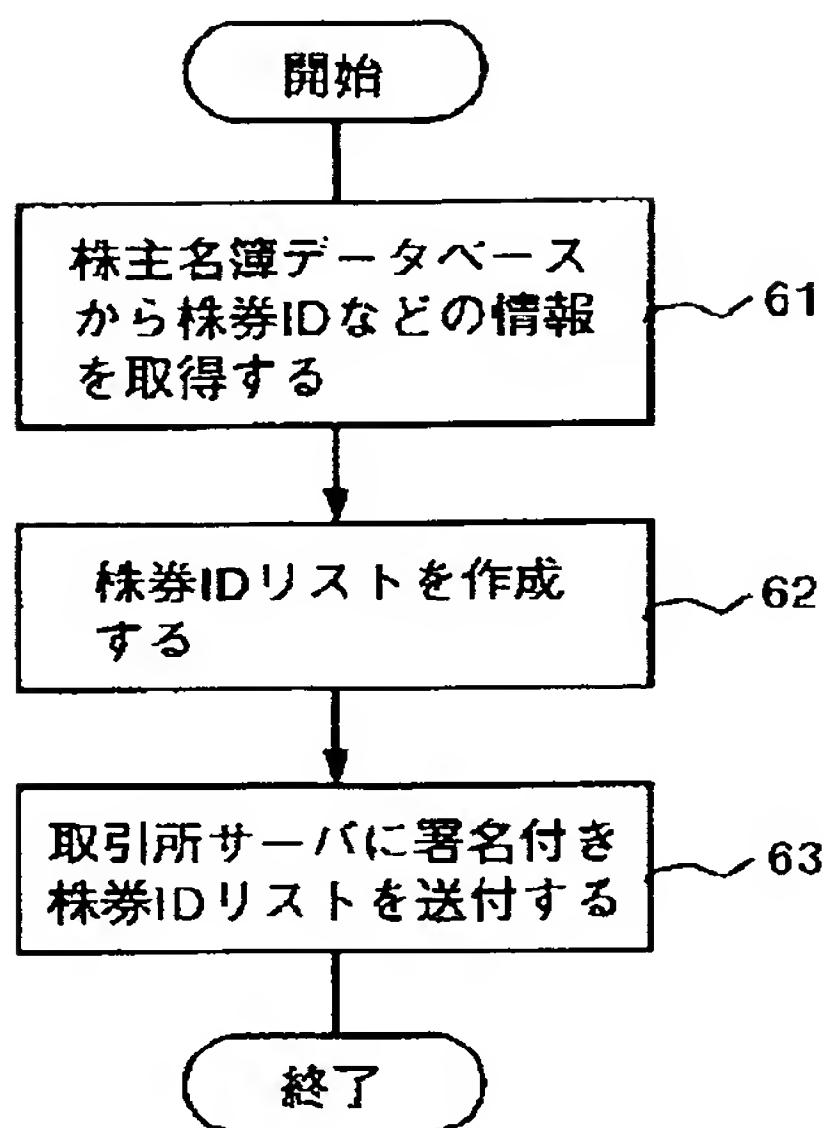 開始
株主名簿データベース
から株券IDなどの情報
を取得する
61
株券IDリストを作成
する
62
取引所サーバに署名付き
株券IDリストを送付する
63
終了